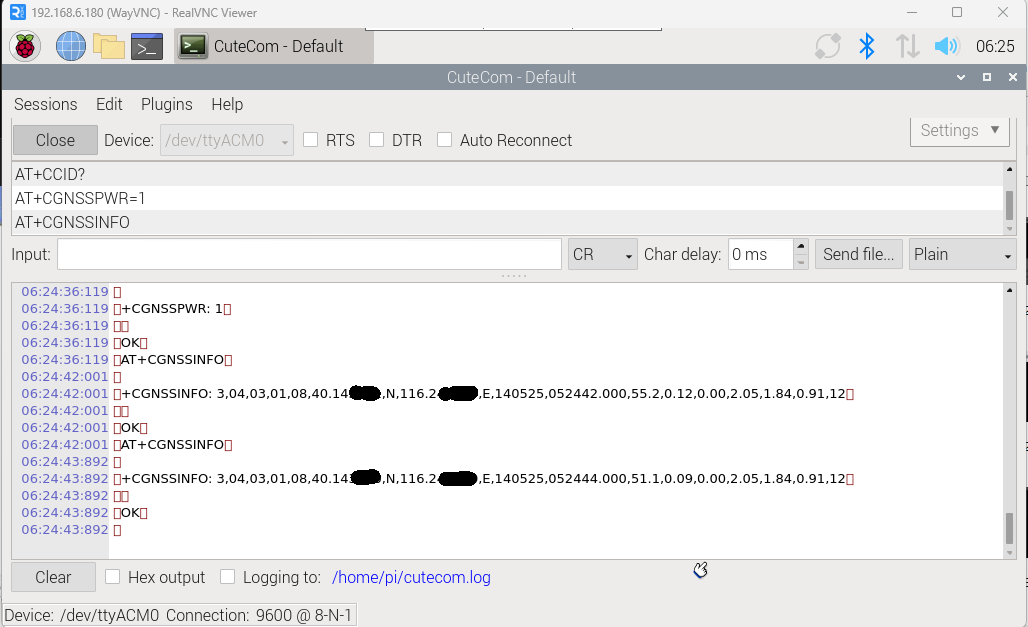 192.168.6.180 (WayVNC) - RealVNC Viewer
CuteCom - Default
06:25
CuteCom - Default
Sessions Edit Plugins Help
Close Device: /dev/ttyACM0 RTS DTR Auto Reconnect Settings
AT+CCID?
AT+CGNSSPWR=1
AT+CGNSSINFO
Input: CR Char delay: 0 ms Send file... Plain
06:24:36:119
06:24:36:119 +CGNSSPWR: 1
06:24:36:119
06:24:36:119 OK
06:24:36:119 AT+CGNSSINFO
06:24:42:001
06:24:42:001 +CGNSSINFO: 3,04,03,01,08,40.14 ,N,116.2 ,E,140525,052442.000,55.2,0.12,0.00,2.05,1.84,0.91,12
06:24:42:001
06:24:42:001 OK
06:24:42:001 AT+CGNSSINFO
06:24:43:892
06:24:43:892 +CGNSSINFO: 3,04,03,01,08,40.14 ,N,116.2 ,E,140525,052444.000,51.1,0.09,0.00,2.05,1.84,0.91,12
06:24:43:892
06:24:43:892 OK
06:24:43:892
Clear Hex output Logging to: /home/pi/cutecom.log
Device: /dev/ttyACM0 Connection: 9600 @ 8-N-1